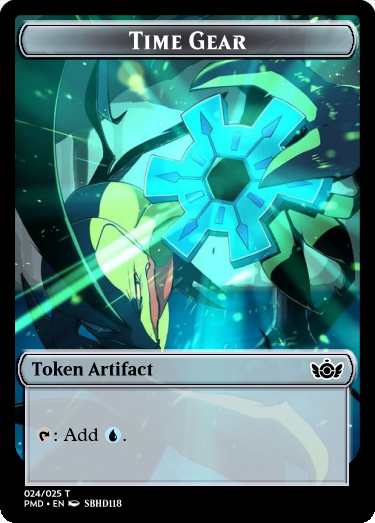 TIME GEAR
Token Artifact
: Add .
024/025 T
PMD • EN SBHD118